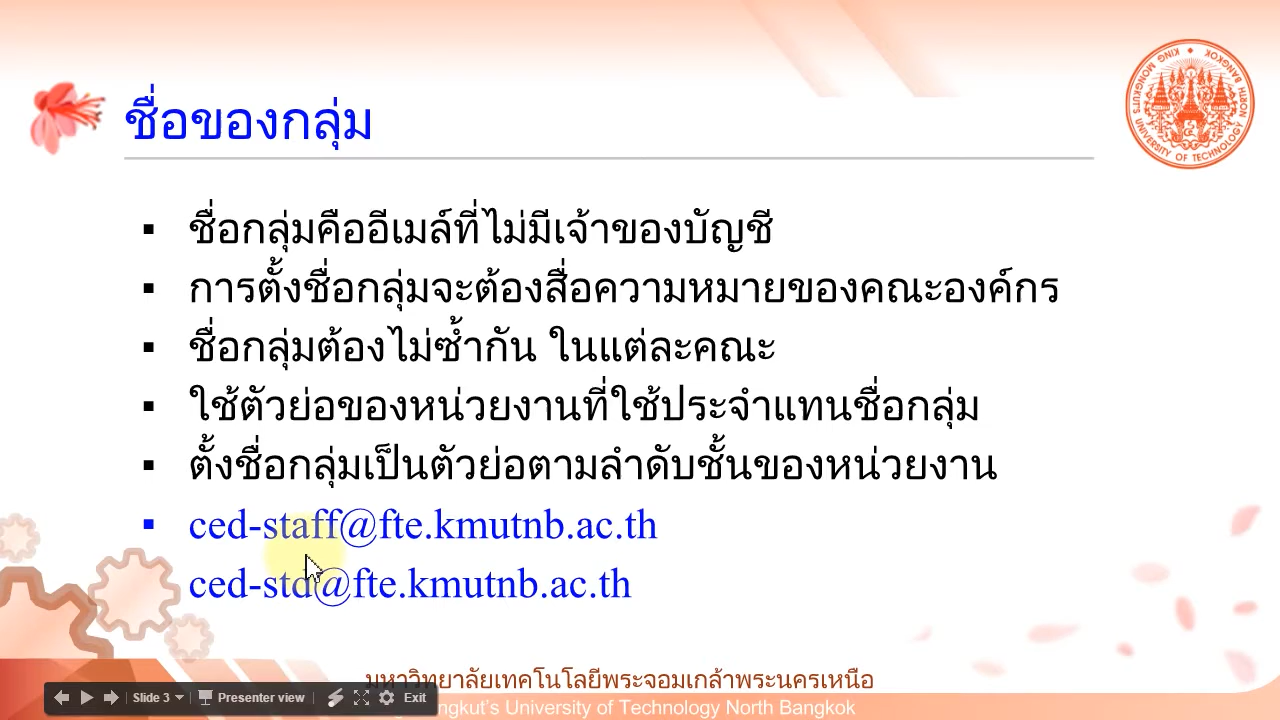 ชื่อของกลุ่ม
KING MONGKUT'S UNIVERSITY OF TECHNOLOGY NORTH BANGKOK
▪ ชื่อกลุ่มคืออีเมล์ที่ไม่มีเจ้าของบัญชี
▪ การตั้งชื่อกลุ่มจะต้องสื่อความหมายของคณะองค์กร
▪ ชื่อกลุ่มต้องไม่ซ้ำกัน ในแต่ละคณะ
▪ ใช้ตัวย่อของหน่วยงานที่ใช้ประจำแทนชื่อกลุ่ม
▪ ตั้งชื่อกลุ่มเป็นตัวย่อตามลำดับชั้นของหน่วยงาน
▪ ced-staff@fte.kmutnb.ac.th
ced-std@fte.kmutnb.ac.th
มหาวิทยาลัยเทคโนโลยีพระจอมเกล้าพระนครเหนือ
Slide 3 Presenter view Exit
ngkut's University of Technology North Bangkok